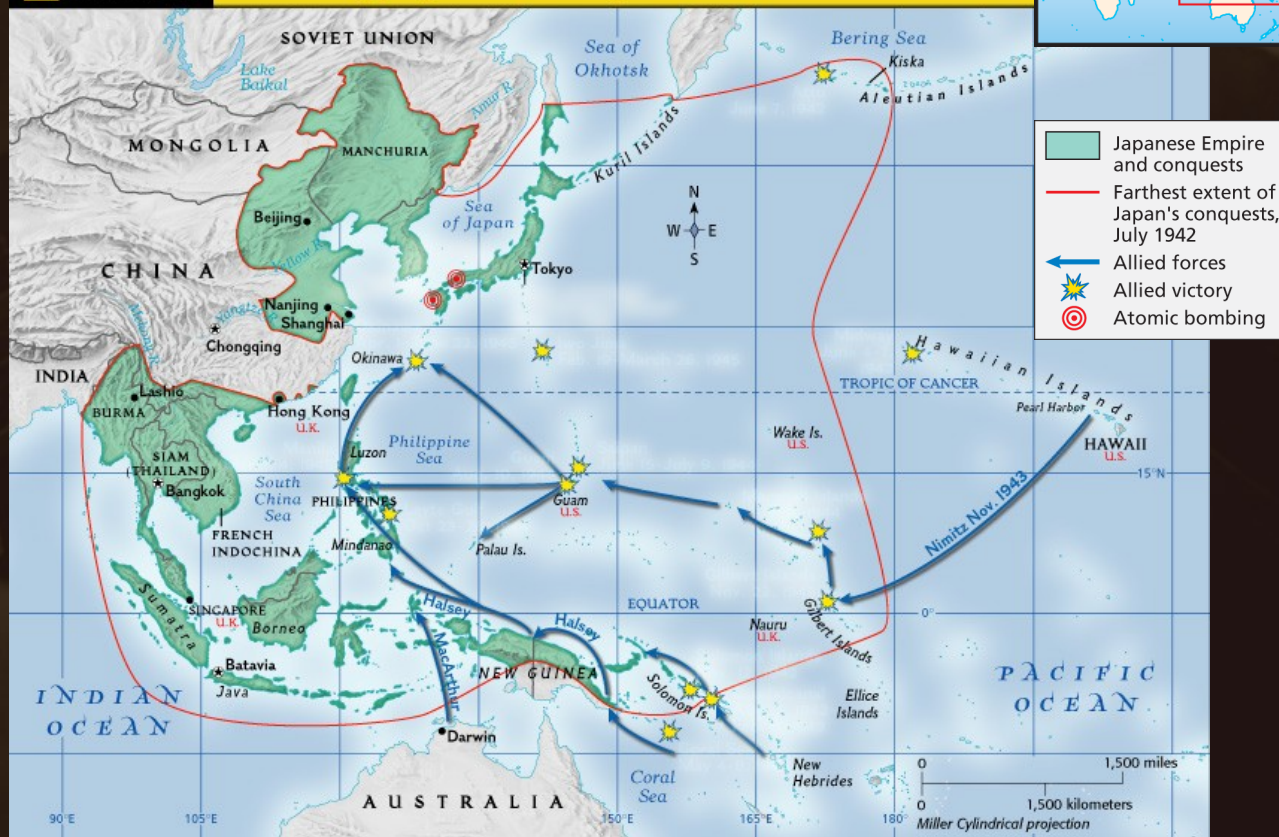 SOVIET UNION
Lake
Baikal
Sea of
Okhotsk
Bering Sea
Kiska
Aleutian Islands
Amur R.
MONGOLIA
MANCHURIA
Kuril Islands
Japanese Empire
and conquests
Farthest extent of
Japan's conquests,
July 1942
Allied forces
Allied victory
Atomic bombing
N
W E
S
Beijing
Sea
of Japan
Yellow R.
CHINA
Tokyo
Nanjing
Shanghai
Yangtze R.
Mekong R.
Chongqing
Okinawa
Hawaiian Islands
INDIA
Lashio
BURMA
Hong Kong
U.K.
TROPIC OF CANCER
Pearl Harbor
HAWAII
U.S.
Wake Is.
U.S.
Luzon
Philippine
Sea
SIAM
(THAILAND)
Bangkok
South
China
Sea
PHILIPPINES
Guam
U.S.
15°N
Nimitz Nov. 1943
FRENCH
INDOCHINA
Mindanao
Palau Is.
Sumatra
SINGAPORE
U.K.
Borneo
Halsey
Halsey
EQUATOR
0°
Nauru
U.K.
Gilbert Islands
MacArthur
NEW GUINEA
Solomon Is.
Batavia
Java
INDIAN
OCEAN
PACIFIC
OCEAN
Ellice
Islands
Darwin
Coral
Sea
New
Hebrides
AUSTRALIA
0 1,500 miles
0 1,500 kilometers
Miller Cylindrical projection
90°E 105°E 150°E 165°E 180°